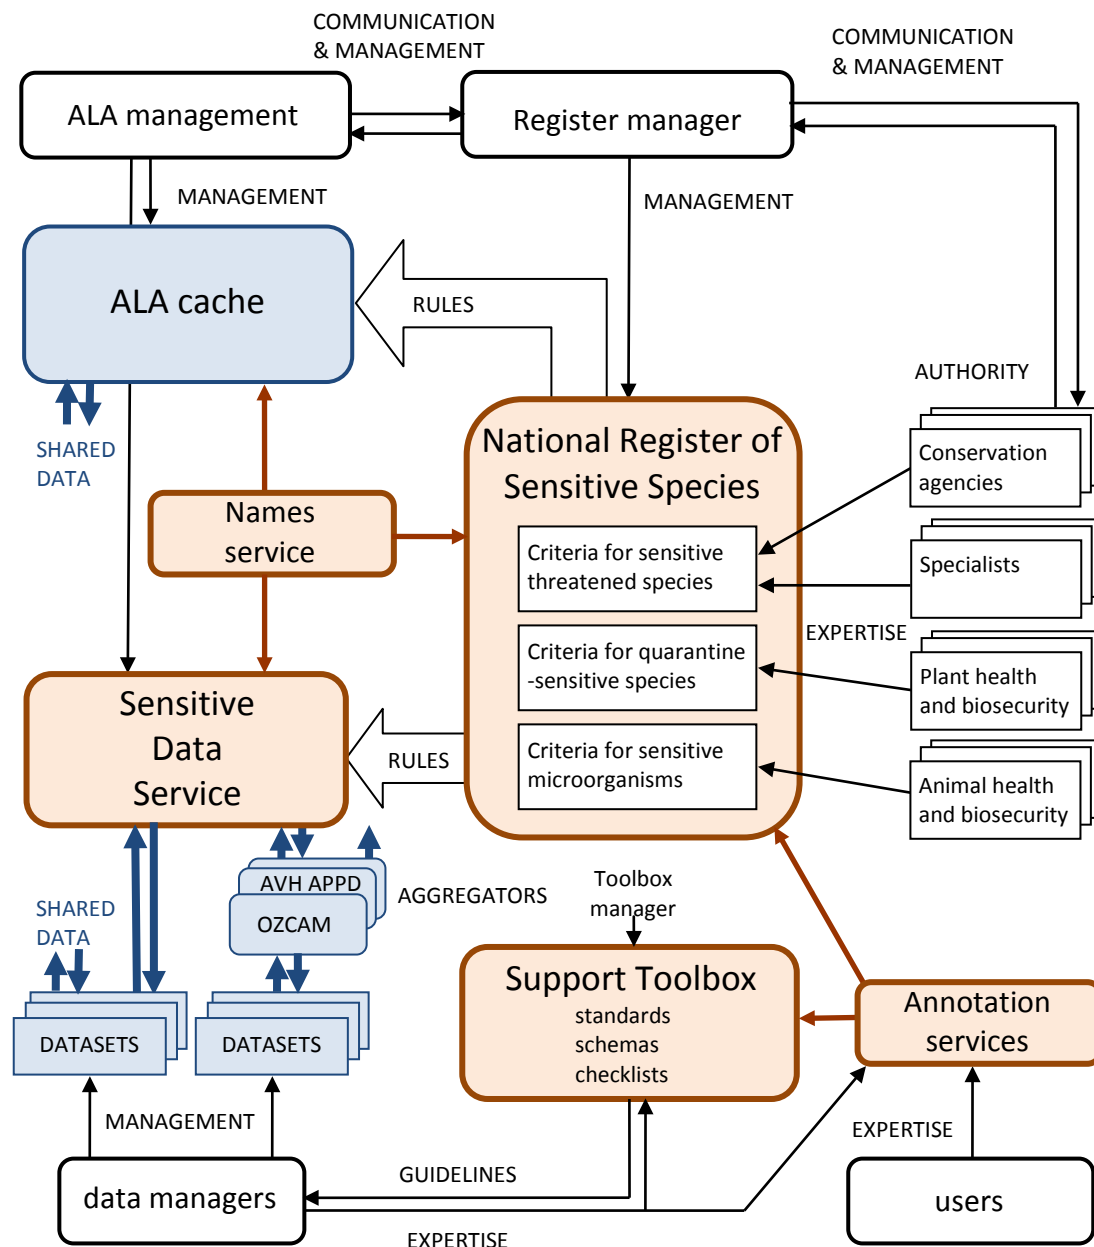 COMMUNICATION
& MANAGEMENT
COMMUNICATION
& MANAGEMENT
ALA management
Register manager
MANAGEMENT
MANAGEMENT
ALA cache
RULES
AUTHORITY
SHARED
DATA
National Register of
Sensitive Species
Conservation
agencies
Names
service
Criteria for sensitive
threatened species
Specialists
EXPERTISE
Criteria for quarantine
-sensitive species
Plant health
and biosecurity
Sensitive
Data
Service
RULES
Criteria for sensitive
microorganisms
Animal health
and biosecurity
AVH APPD
OZCAM
AGGREGATORS
SHARED
DATA
Toolbox
manager
Support Toolbox
standards
schemas
checklists
Annotation
services
DATASETS
DATASETS
MANAGEMENT
EXPERTISE
GUIDELINES
data managers
users
EXPERTISE